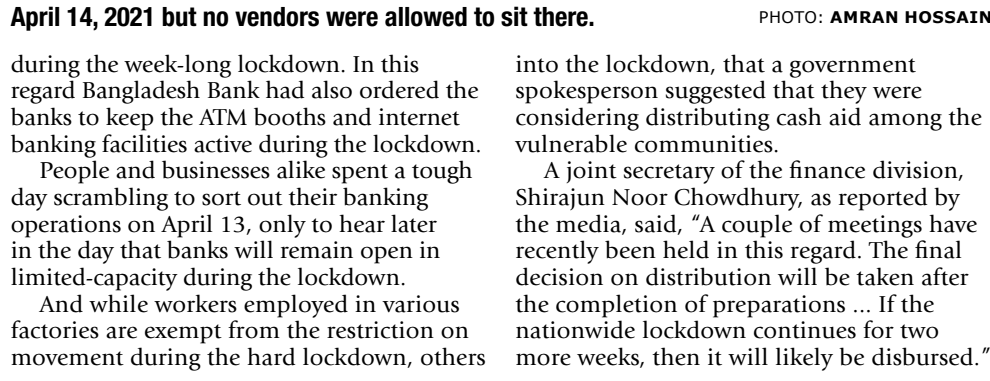 April 14, 2021 but no vendors were allowed to sit there.
PHOTO: AMRAN HOSSAIN
during the week-long lockdown. In this
regard Bangladesh Bank had also ordered the
banks to keep the ATM booths and internet
banking facilities active during the lockdown.
People and businesses alike spent a tough
day scrambling to sort out their banking
operations on April 13, only to hear later
in the day that banks will remain open in
limited-capacity during the lockdown.
And while workers employed in various
factories are exempt from the restriction on
movement during the hard lockdown, others
into the lockdown, that a government
spokesperson suggested that they were
considering distributing cash aid among the
vulnerable communities.
A joint secretary of the finance division,
Shirajun Noor Chowdhury, as reported by
the media, said, “A couple of meetings have
recently been held in this regard. The final
decision on distribution will be taken after
the completion of preparations ... If the
nationwide lockdown continues for two
more weeks, then it will likely be disbursed.”